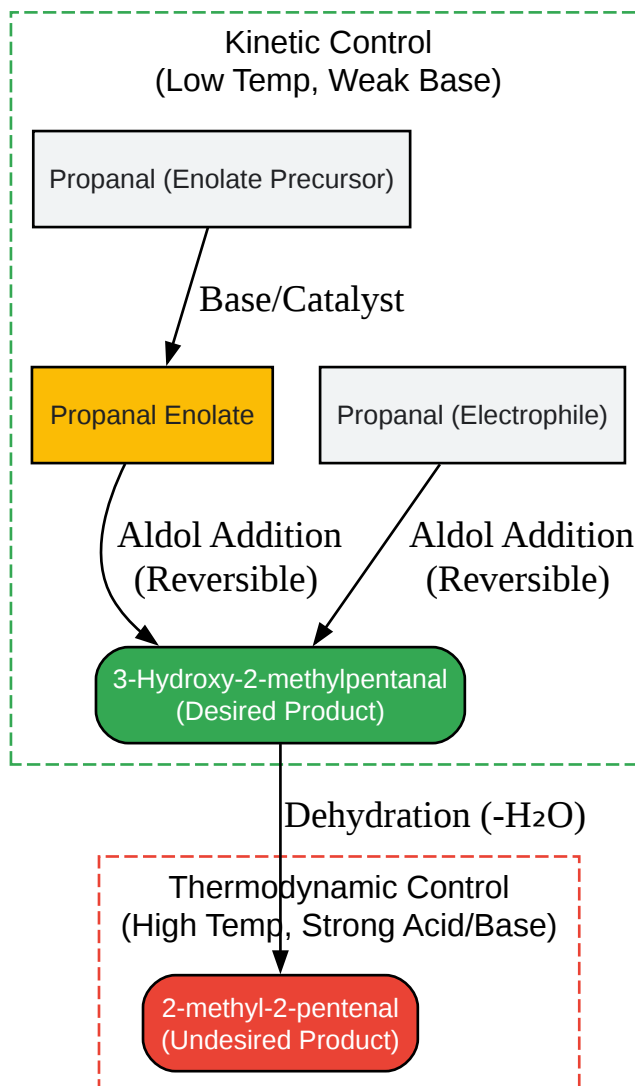 Kinetic Control
(Low Temp, Weak Base)
Propanal (Enolate Precursor)
Base/Catalyst
Propanal Enolate
Propanal (Electrophile)
Aldol Addition
(Reversible)
Aldol Addition
(Reversible)
3-Hydroxy-2-methylpentanal
(Desired Product)
Dehydration (-H₂O)
Thermodynamic Control
(High Temp, Strong Acid/Base)
2-methyl-2-pentenal
(Undesired Product)